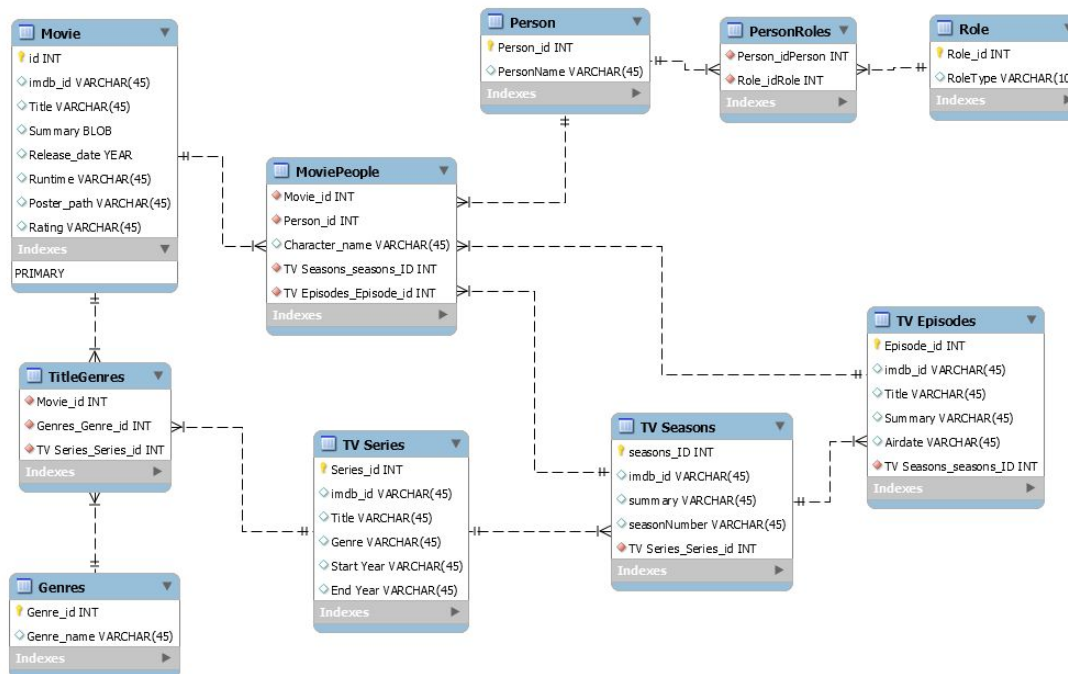 Movie
id INT
imdb_id VARCHAR(45)
Title VARCHAR(45)
Summary BLOB
Release_date YEAR
Runtime VARCHAR(45)
Poster_path VARCHAR(45)
Rating VARCHAR(45)
Indexes
PRIMARY
Person
Person_id INT
PersonName VARCHAR(45)
Indexes
PersonRoles
Person_idPerson INT
Role_idRole INT
Indexes
Role
Role_id INT
RoleType VARCHAR(10
Indexes
MoviePeople
Movie_id INT
Person_id INT
Character_name VARCHAR(45)
TV Seasons_seasons_ID INT
TV Episodes_Episode_id INT
Indexes
TV Episodes
Episode_id INT
imdb_id VARCHAR(45)
Title VARCHAR(45)
Summary VARCHAR(45)
Airdate VARCHAR(45)
TV Seasons_seasons_ID INT
Indexes
TitleGenres
Movie_id INT
Genres_Genre_id INT
TV Series_Series_id INT
Indexes
TV Series
Series_id INT
imdb_id VARCHAR(45)
Title VARCHAR(45)
Genre VARCHAR(45)
Start Year VARCHAR(45)
End Year VARCHAR(45)
Indexes
TV Seasons
seasons_ID INT
imdb_id VARCHAR(45)
summary VARCHAR(45)
seasonNumber VARCHAR(45)
TV Series_Series_id INT
Indexes
Genres
Genre_id INT
Genre_name VARCHAR(45)
Indexes